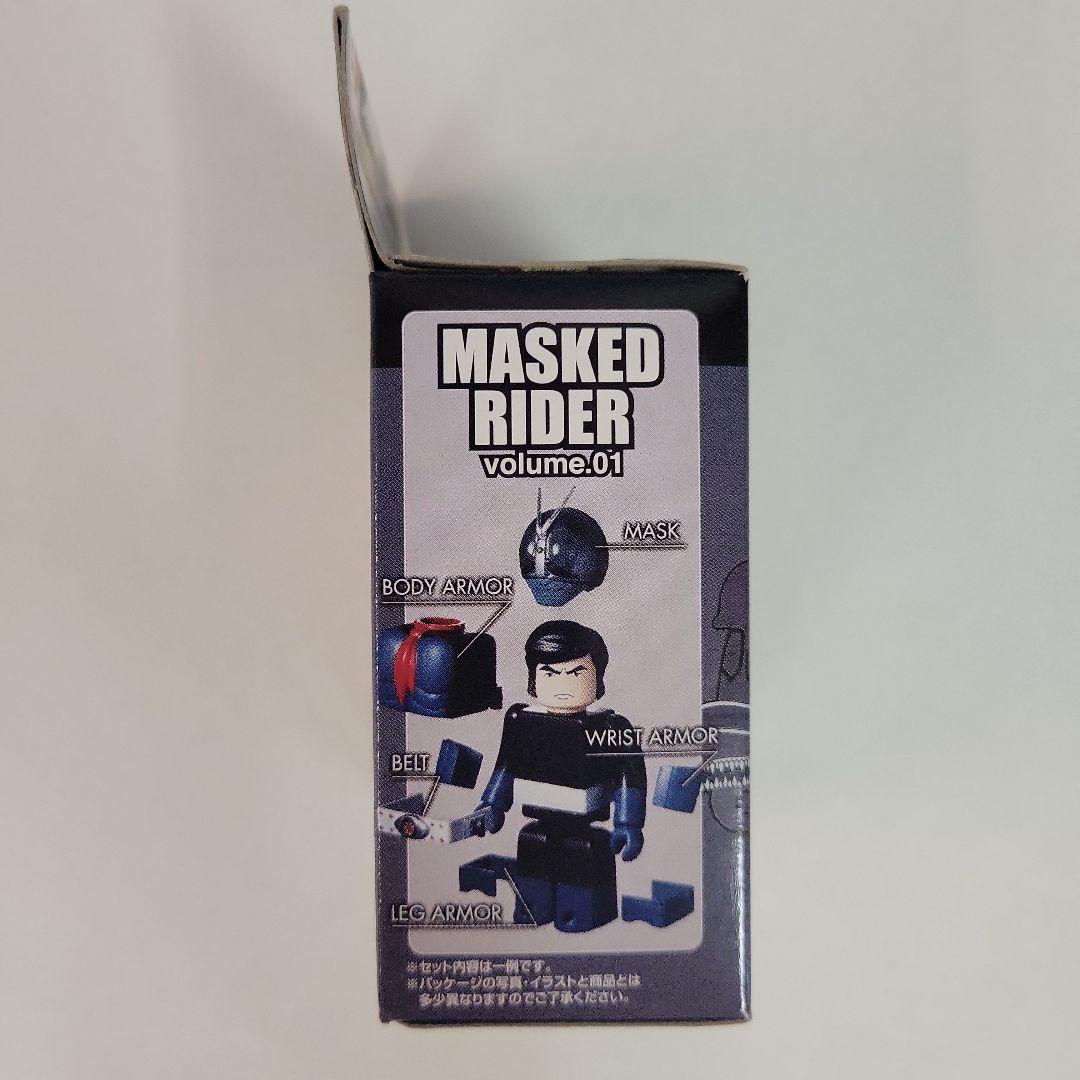 MASKED
RIDER
volume.01
MASK
BODY ARMOR
WRIST ARMOR
BELT
LEG ARMOR
※セット内容は一例です。
※パッケージの写真・イラストと商品とは
多少異なりますのでご了承ください。